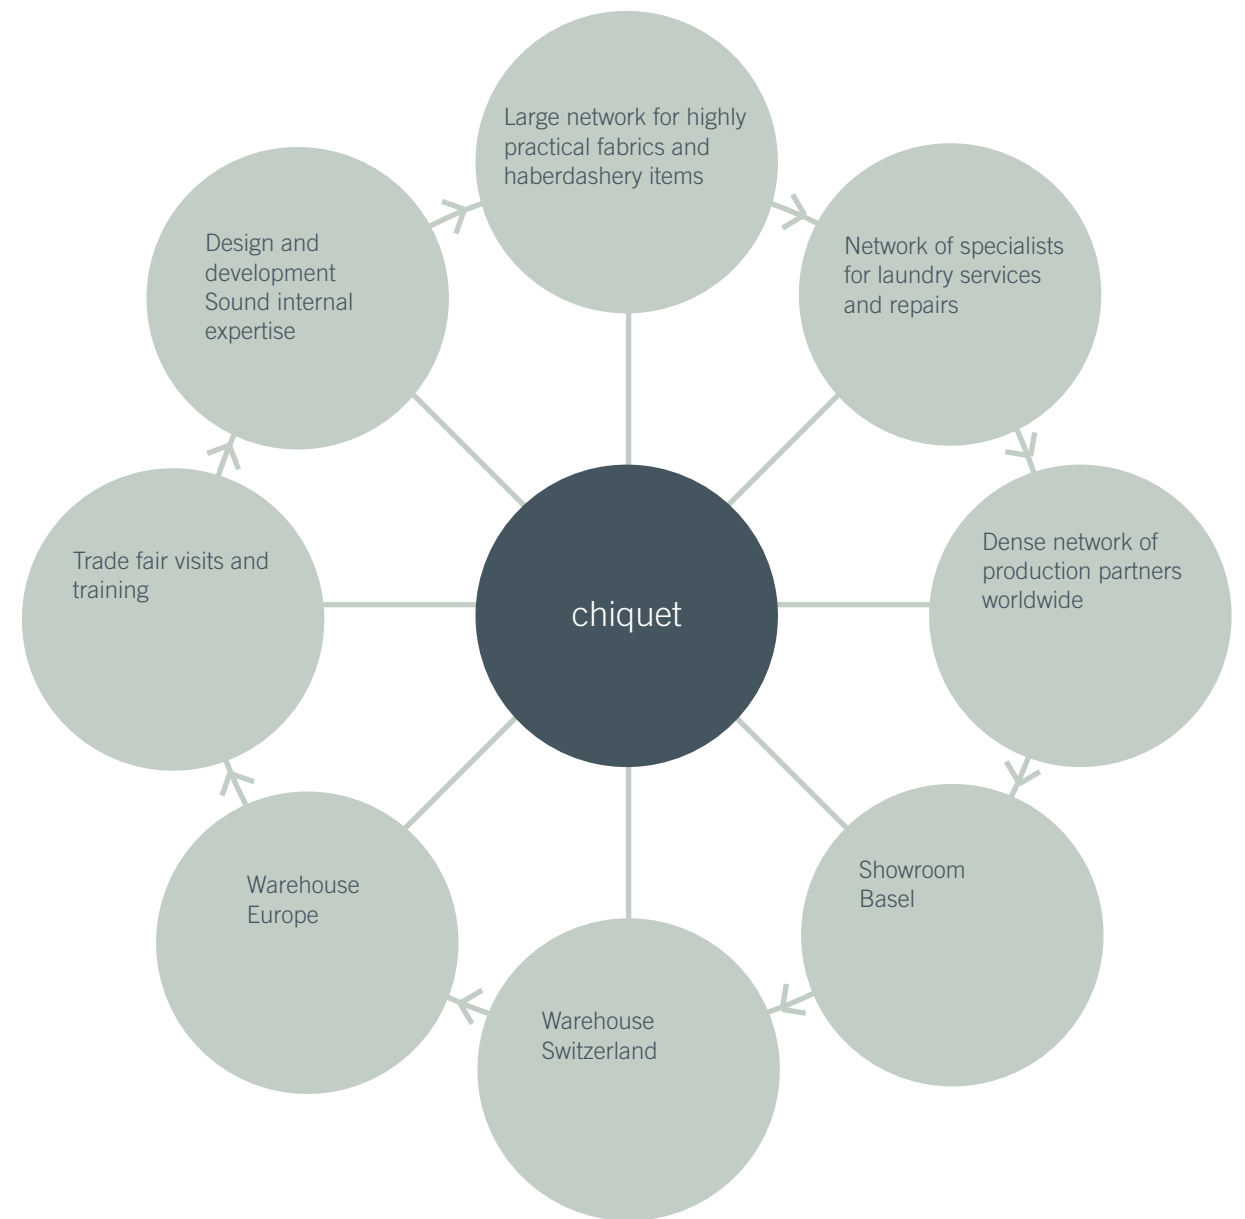 Large network for highly
practical fabrics and
haberdashery items
Network of specialists
for laundry services
and repairs
Dense network of
production partners
worldwide
Showroom
Basel
Warehouse
Switzerland
Warehouse
Europe
Trade fair visits and
training
Design and
development
Sound internal
expertise
chiquet